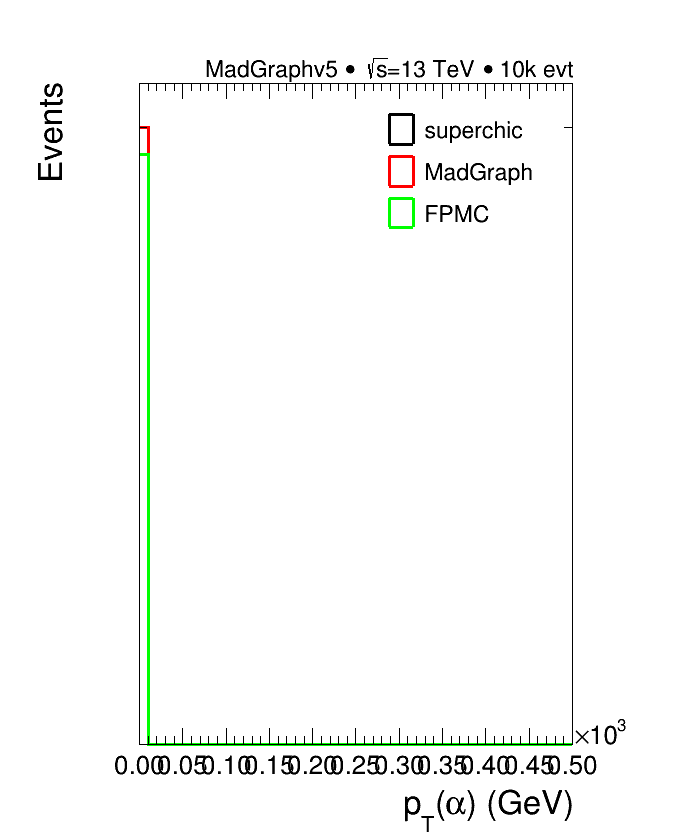 MadGraphv5 • √s=13 TeV • 10k evt
Events
superchic
MadGraph
FPMC
×10³
0.00 0.05 0.10 0.15 0.20 0.25 0.30 0.35 0.40 0.45 0.50
p_T(α) (GeV)